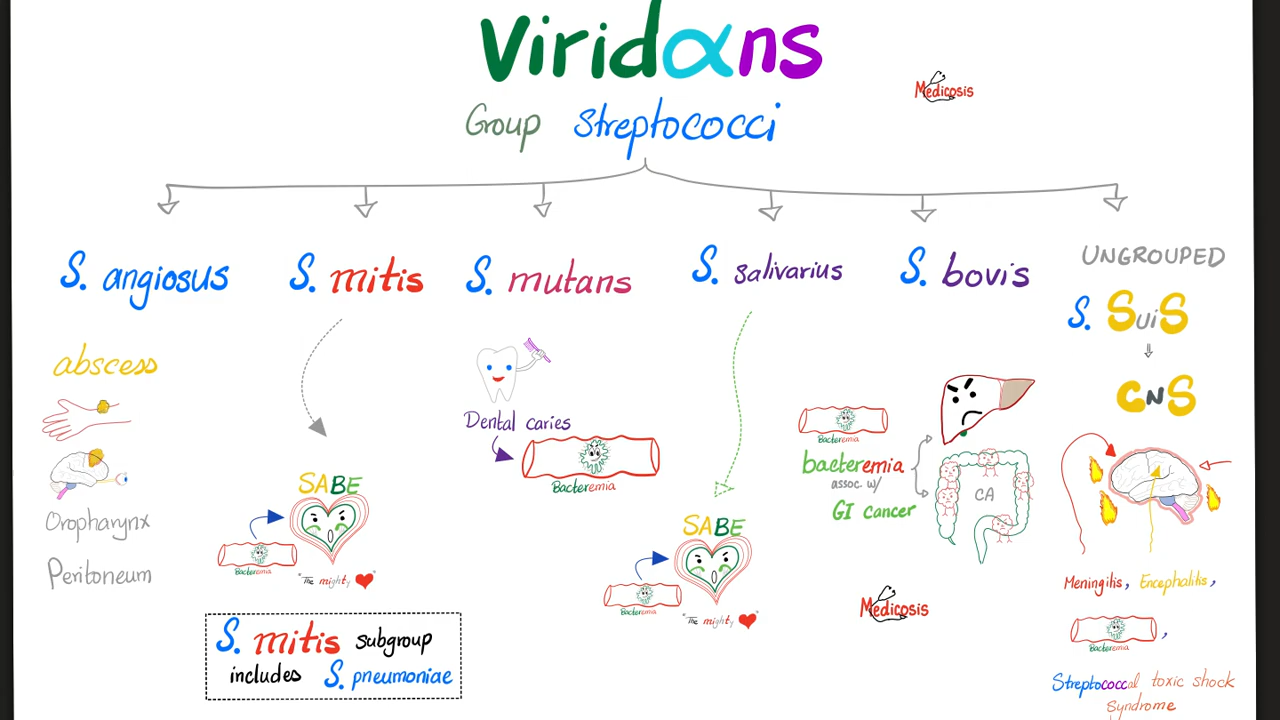 Viridαns
Group Streptococci
Medicosis
S. angiosus
abscess
Oropharynx
Peritoneum
S. mitis
SABE
Bacteremia
"The mighty ❤"
S. mitis subgroup
includes S. pneumoniae
S. mutans
Dental caries
Bacteremia
S. salivarius
SABE
Bacteremia
"The mighty ❤"
S. bovis
Bacteremia
bacteremia
assoc. w/
GI cancer
CA
Medicosis
UNGROUPED
S. SuiS
⇓
CNS
Meningitis, Encephalitis,
Bacteremia
,
Streptococcal toxic shock
Syndrome